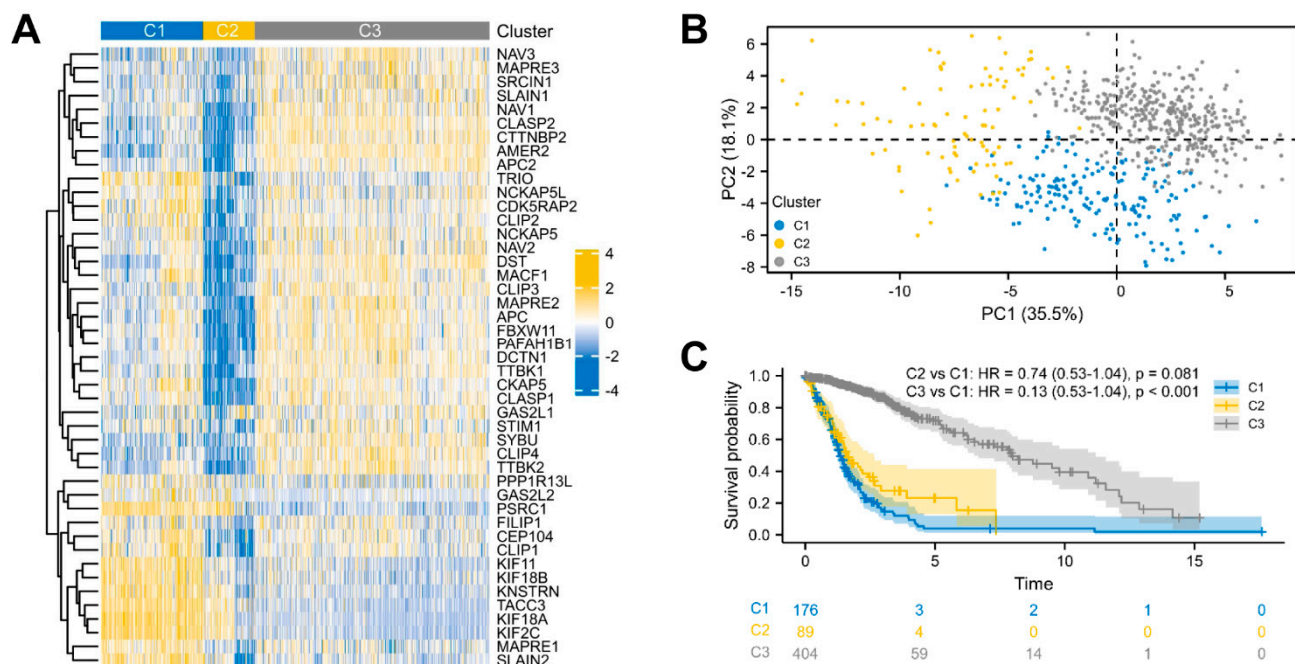 A
C1 C2 C3 Cluster
NAV3
MAPRE3
SRCIN1
SLAIN1
NAV1
CLASP2
CTTNBP2
AMER2
APC2
TRIO
NCKAP5L
CDK5RAP2
CLIP2
NCKAP5
NAV2
DST
MACF1
CLIP3
MAPRE2
APC
FBXW11
PAFAH1B1
DCTN1
TTBK1
CKAP5
CLASP1
GAS2L1
STIM1
SYBU
CLIP4
TTBK2
PPP1R13L
GAS2L2
PSRC1
FILIP1
CEP104
CLIP1
KIF11
KIF18B
KNSTRN
TACC3
KIF18A
KIF2C
MAPRE1
SLAIN2
4
2
0
-2
-4
B
PC2 (18.1%)
6
4
2
0
-2
-4
-6
-8
Cluster
C1
C2
C3
-15 -10 -5 0 5
PC1 (35.5%)
C
C2 vs C1: HR = 0.74 (0.53-1.04), p = 0.081
C3 vs C1: HR = 0.13 (0.53-1.04), p < 0.001
C1
C2
C3
Survival probability
1.0
0.8
0.6
0.4
0.2
0.0
0 5 10 15
Time
C1 176 3 2 1 0
C2 89 4 0 0 0
C3 404 59 14 1 0